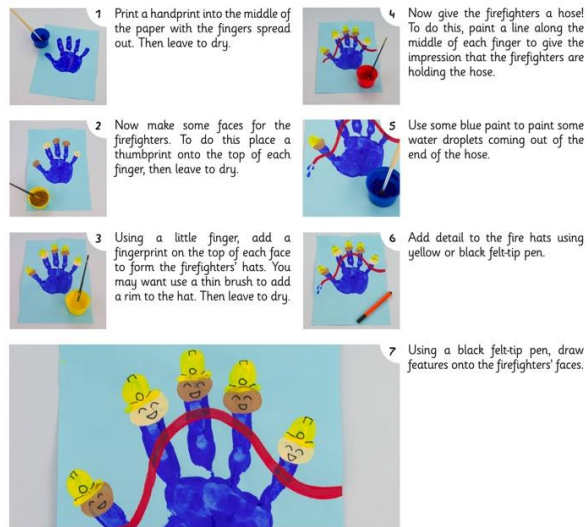 1 Print a handprint into the middle of
the paper with the fingers spread
out. Then leave to dry.
2 Now make some faces for the
firefighters. To do this place a
thumbprint onto the top of each
finger, then leave to dry.
3 Using a little finger, add a
fingerprint on the top of each face
to form the firefighters' hats. You
may want use a thin brush to add
a rim to the hat. Then leave to dry.
4 Now give the firefighters a hose!
To do this, paint a line along the
middle of each finger to give the
impression that the firefighters are
holding the hose.
5 Use some blue paint to paint some
water droplets coming out of the
end of the hose.
6 Add detail to the fire hats using
yellow or black felt-tip pen.
7 Using a black felt-tip pen, draw
features onto the firefighters' faces.